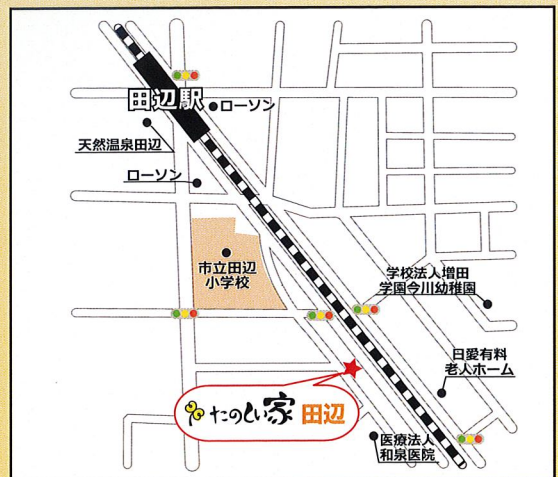 田辺駅
ローソン
天然温泉田辺
ローソン
市立田辺
小学校
学校法人増田
学園今川幼稚園
日愛有料
老人ホーム
たのしい家 田辺
医療法人
和泉医院